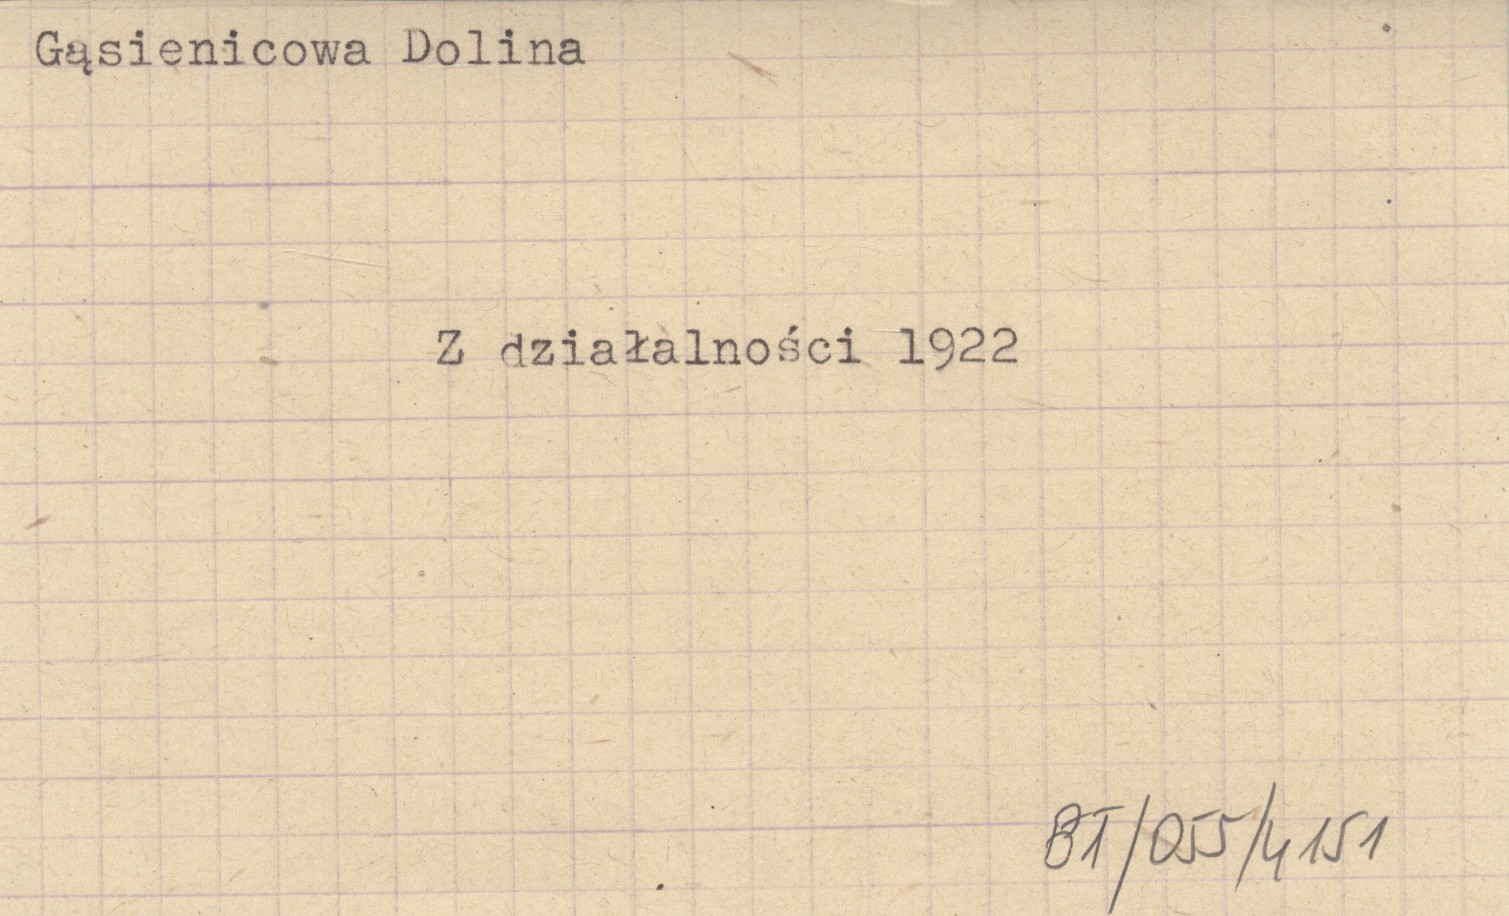 Gąsienicowa Dolina
Z działalności 1922
BT/055/4151